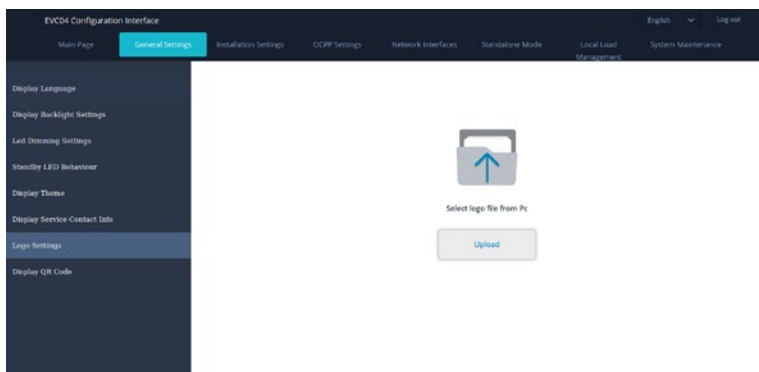 EVC04 Configuration Interface
English
Log out
Main Page
General Settings
Installation Settings
OCPP Settings
Network Interfaces
Standalone Mode
Local Load
Management
System Maintenance
Display Language
Display Backlight Settings
Led Dimming Settings
Standby LED Behaviour
Display Theme
Display Service Contact Info
Logo Settings
Display QR Code
Select logo file from Pc
Upload